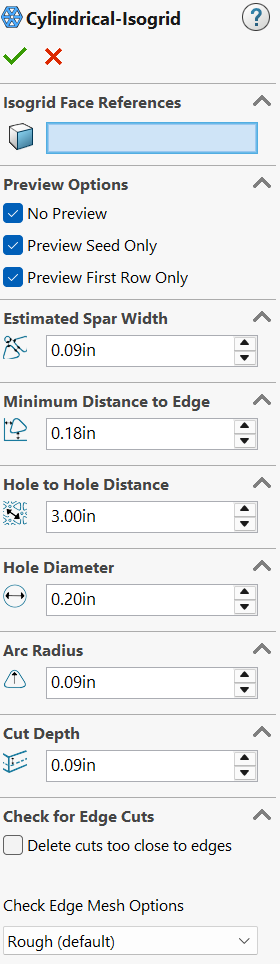 Cylindrical-Isogrid
?
Isogrid Face References
Preview Options
No Preview
Preview Seed Only
Preview First Row Only
Estimated Spar Width
0.09in
Minimum Distance to Edge
0.18in
Hole to Hole Distance
3.00in
Hole Diameter
0.20in
Arc Radius
0.09in
Cut Depth
0.09in
Check for Edge Cuts
Delete cuts too close to edges
Check Edge Mesh Options
Rough (default)